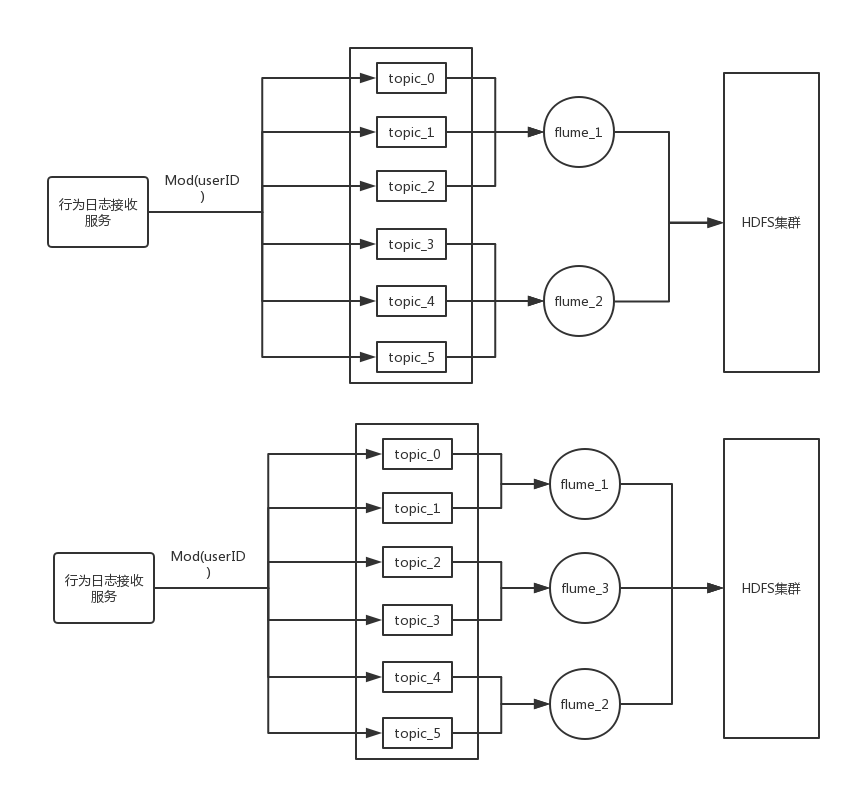 行为日志接收
服务
Mod(userID
)
topic_0
topic_1
topic_2
topic_3
topic_4
topic_5
flume_1
flume_2
HDFS集群
行为日志接收
服务
Mod(userID
)
topic_0
topic_1
topic_2
topic_3
topic_4
topic_5
flume_1
flume_3
flume_2
HDFS集群